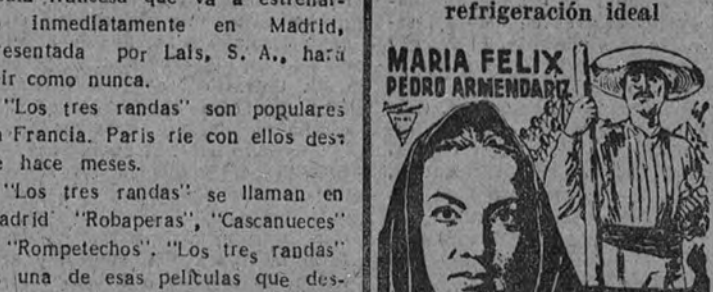 inmediatamente en Madrid,
esentada por Lais, S. A., hará
ir como nunca.
"Los tres randas" son populares
Francia. Paris rie con ellos des-
hace meses.
"Los tres randas" se llaman en
adrid "Robaperas", "Cascanueces"
"Rompetechos". "Los tres randas"
una de esas películas que des-
refrigeración ideal
MARIA FELIX
PEDRO ARMENDARIZ